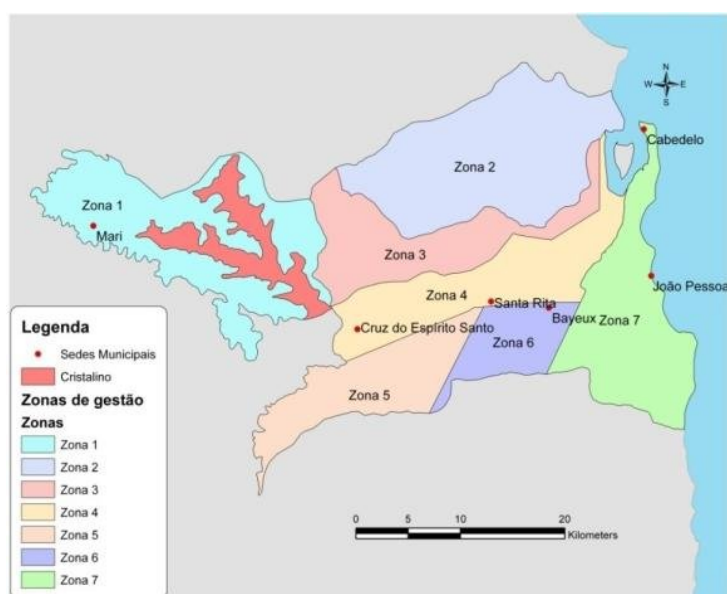 N
W E
S
Cabedelo
Zona 2
Zona 1
Mari
Zona 3
João Pessoa
Zona 4
Santa Rita
Bayeux
Zona 7
Cruz do Espírito Santo
Zona 6
Zona 5
Legenda
Sedes Municipais
Cristalino
Zonas de gestão
Zonas
Zona 1
Zona 2
Zona 3
Zona 4
Zona 5
Zona 6
Zona 7
0 5 10 20
Kilometers